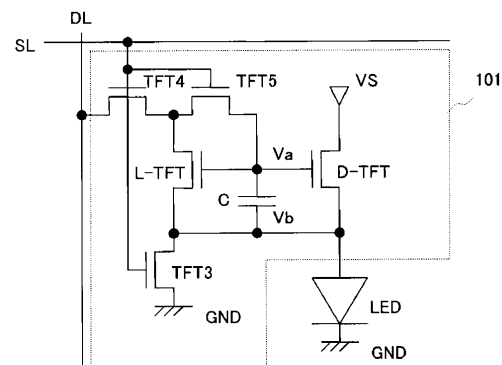 DL
SL
TFT4
TFT5
VS
101
L-TFT
Va
D-TFT
C
Vb
TFT3
GND
LED
GND